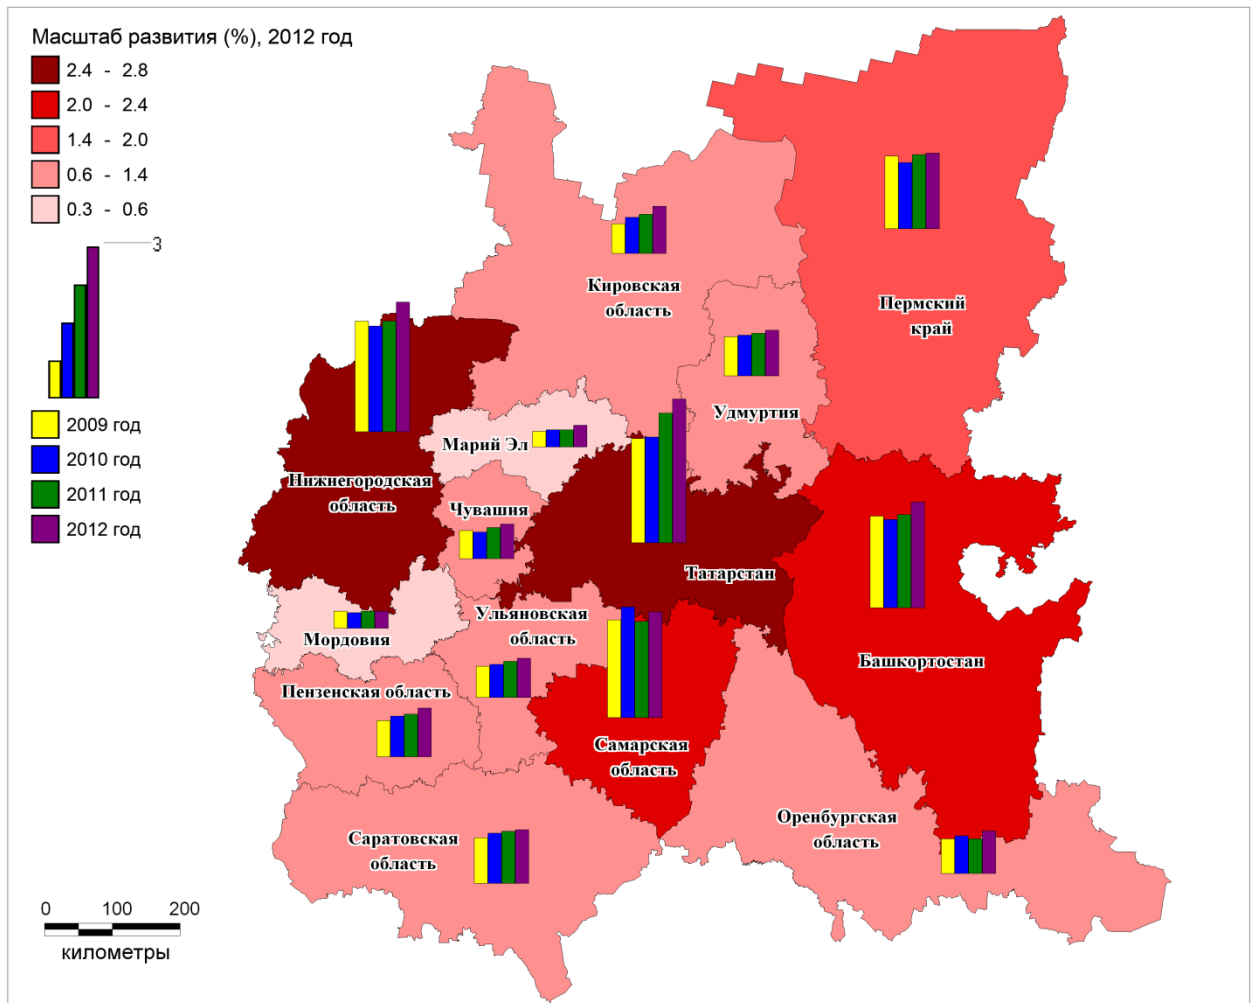 Масштаб развития (%), 2012 год
2.4 - 2.8
2.0 - 2.4
1.4 - 2.0
0.6 - 1.4
0.3 - 0.6
3
2009 год
2010 год
2011 год
2012 год
Кировская
область
Пермский
край
Удмуртия
Марий Эл
Нижнегородская
область
Чувашия
Татарстан
Ульяновская
область
Мордовия
Башкортостан
Пензенская область
Самарская
область
Оренбургская
область
Саратовская
область
0 100 200
километры